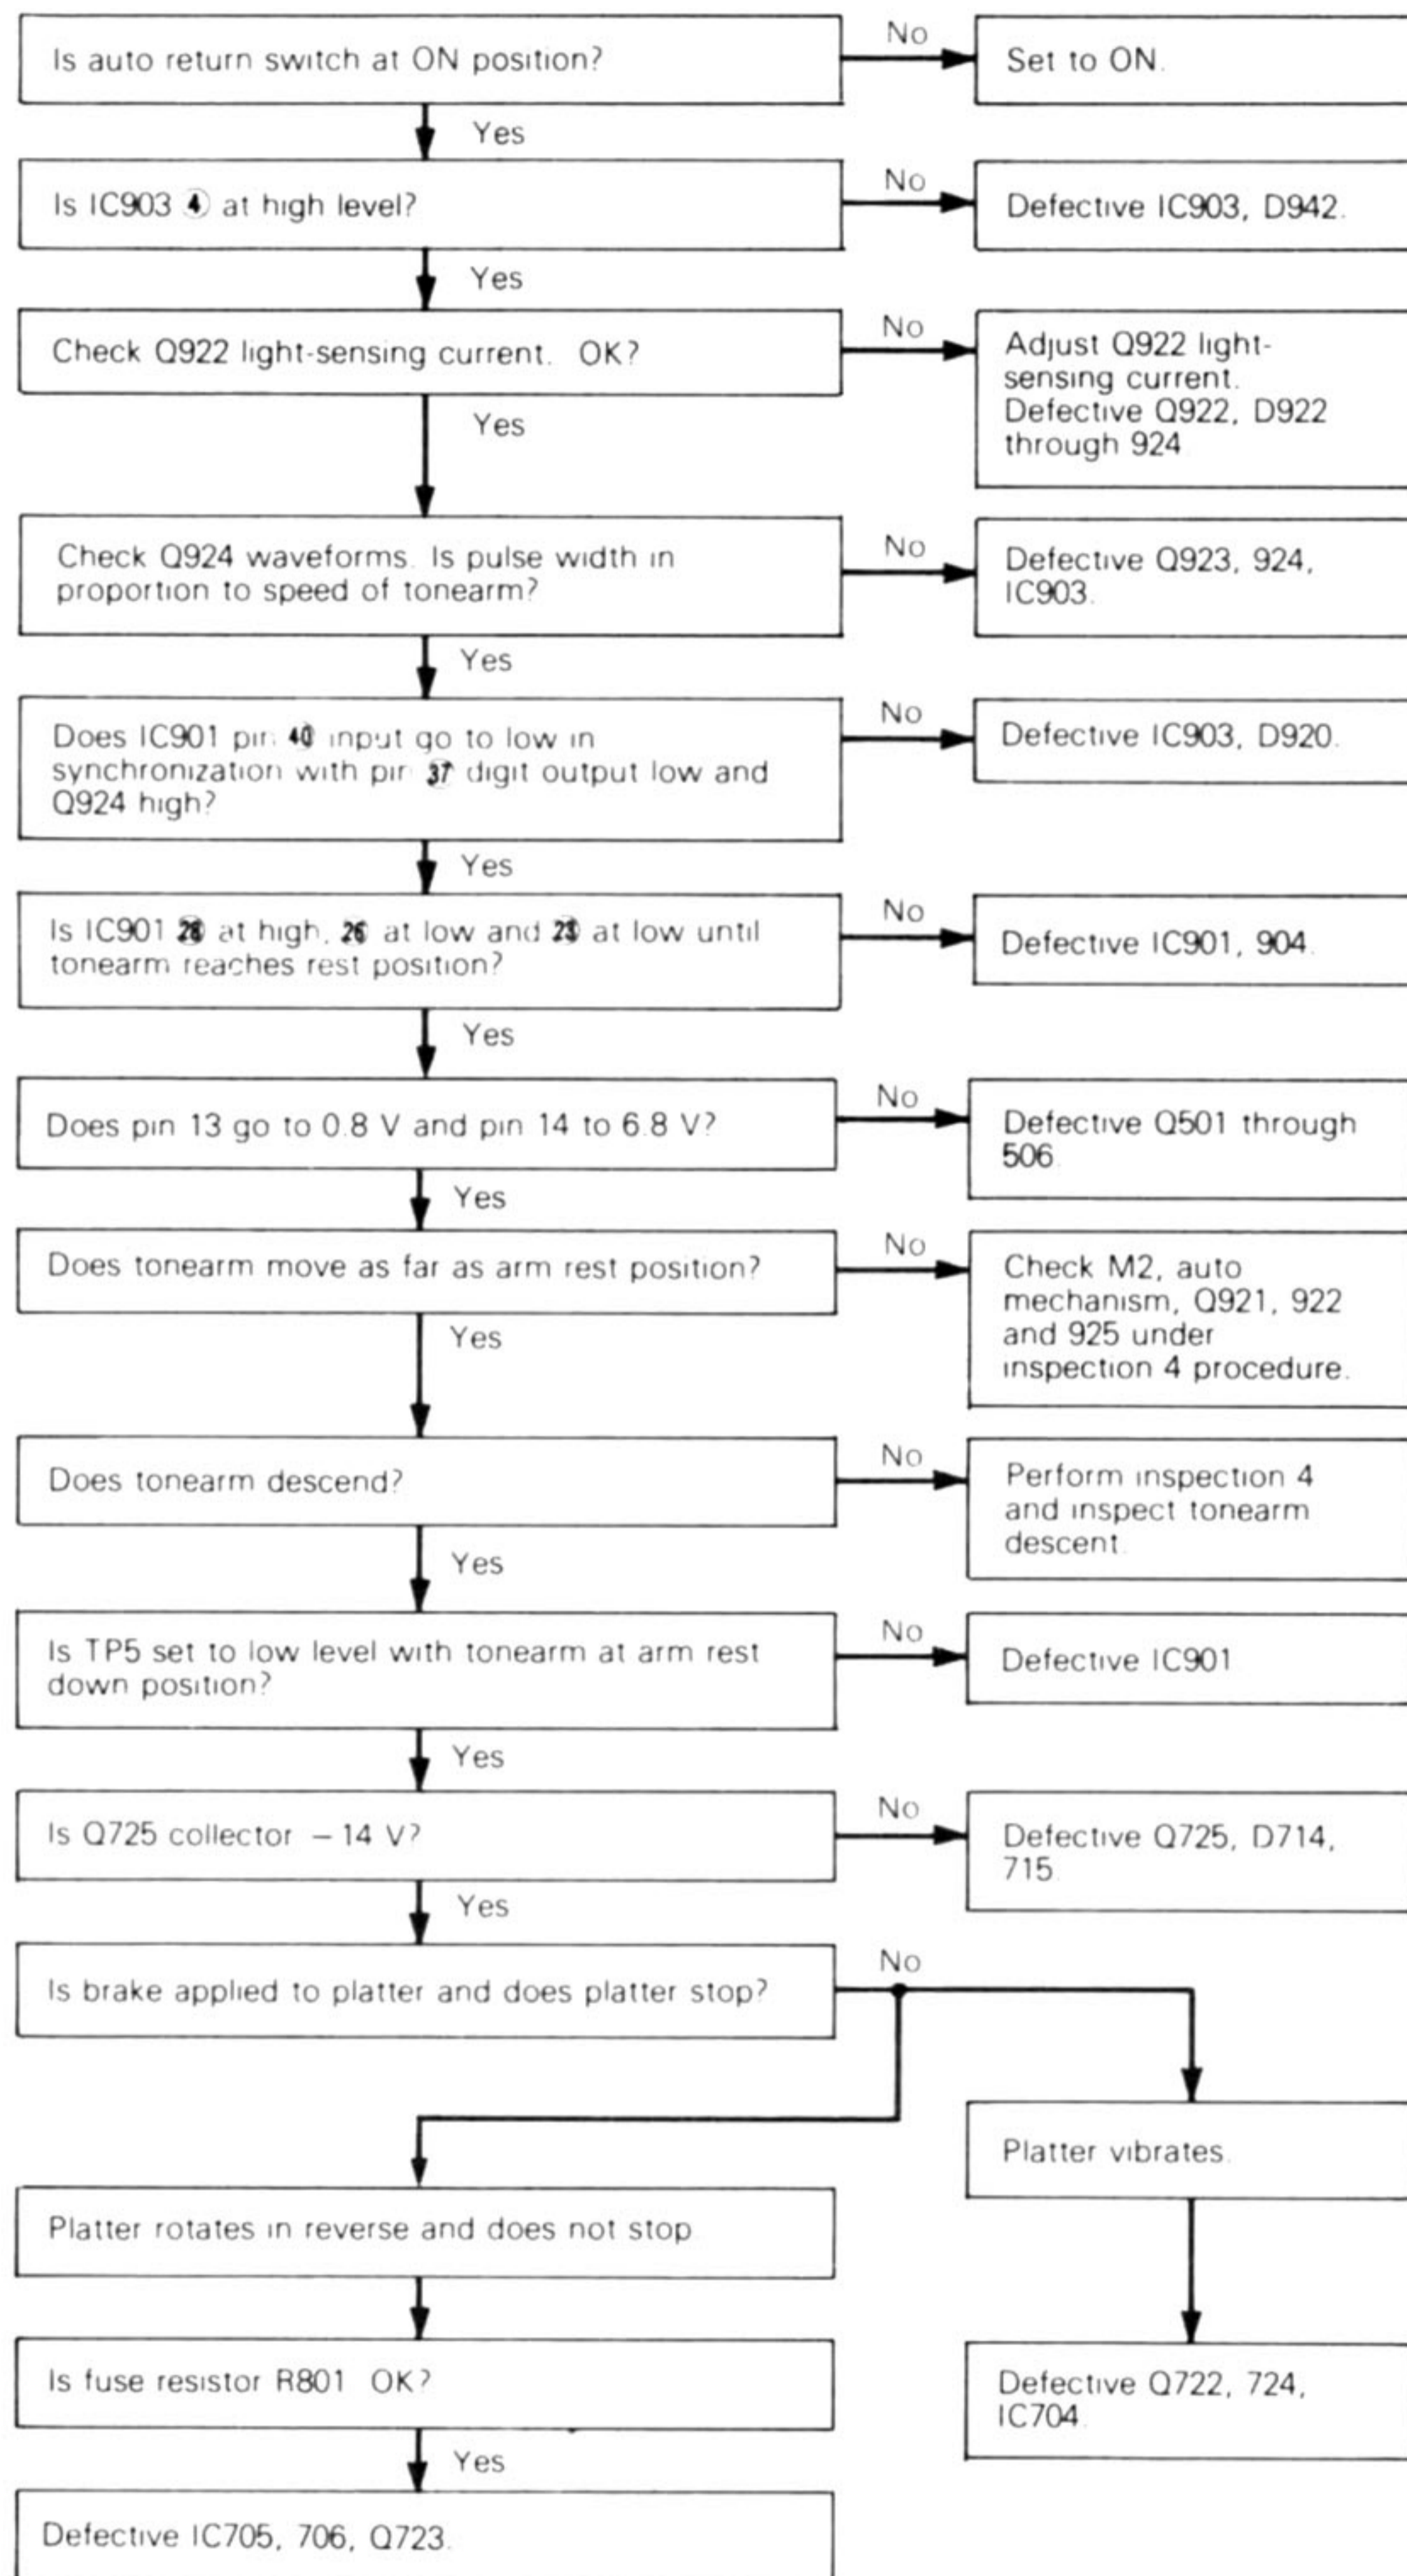 Is auto return switch at ON position?
No
Set to ON.
Yes
Is IC903 ④ at high level?
No
Defective IC903, D942.
Yes
Check Q922 light-sensing current. OK?
No
Adjust Q922 light-
sensing current.
Defective Q922, D922
through 924
Yes
Check Q924 waveforms. Is pulse width in
proportion to speed of tonearm?
No
Defective Q923, 924,
IC903.
Yes
Does IC901 pin ㊵ input go to low in
synchronization with pin ㊲ digit output low and
Q924 high?
No
Defective IC903, D920.
Yes
Is IC901 ㉘ at high, ㉖ at low and at low until
tonearm reaches rest position?
No
Defective IC901, 904.
Yes
Does pin 13 go to 0.8 V and pin 14 to 6.8 V?
No
Defective Q501 through
506.
Yes
Does tonearm move as far as arm rest position?
No
Check M2, auto
mechanism, Q921, 922
and 925 under
inspection 4 procedure.
Yes
Does tonearm descend?
No
Perform inspection 4
and inspect tonearm
descent.
Yes
Is TP5 set to low level with tonearm at arm rest
down position?
No
Defective IC901
Yes
Is Q725 collector – 14 V?
No
Defective Q725, D714,
715.
Yes
Is brake applied to platter and does platter stop?
No
Platter vibrates.
Platter rotates in reverse and does not stop
Is fuse resistor R801 OK?
Defective Q722, 724,
IC704.
Yes
Defective IC705, 706, Q723.